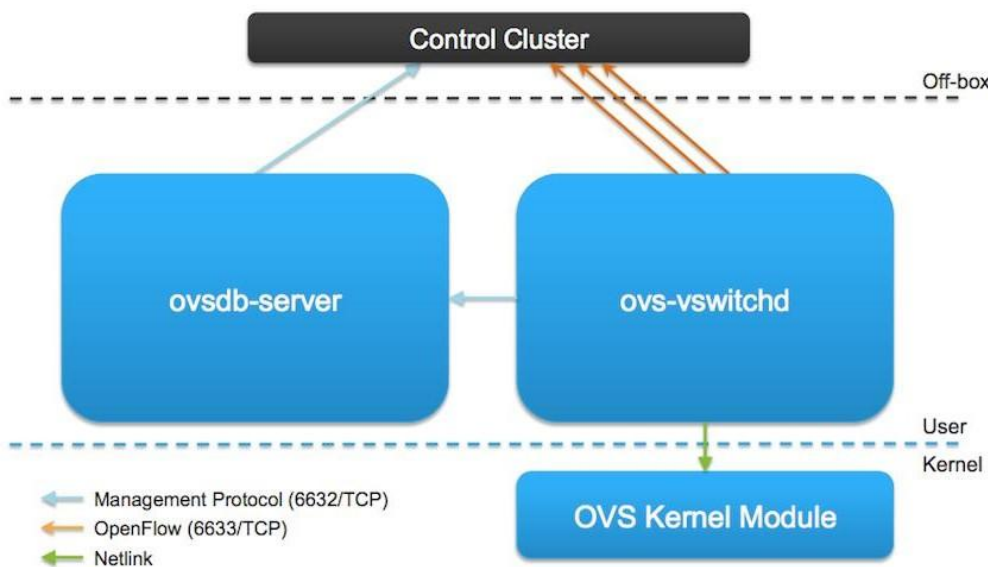 Control Cluster
Off-box
ovsdb-server
ovs-vswitchd
User
Kernel
Management Protocol (6632/TCP)
OpenFlow (6633/TCP)
Netlink
OVS Kernel Module